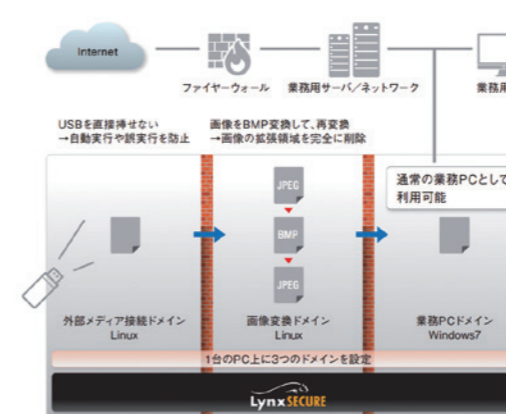 Internet
ファイヤーウォール
業務用サーバ/ネットワーク
業務用
USBを直接挿せない
→自動実行や誤実行を防止
画像をBMP変換して、再変換
→画像の拡張領域を完全に削除
通常の業務PCとして
利用可能
JPEG
BMP
JPEG
外部メディア接続ドメイン
Linux
画像変換ドメイン
Linux
業務PCドメイン
Windows7
1台のPC上に3つのドメインを設定
LynxSECURE